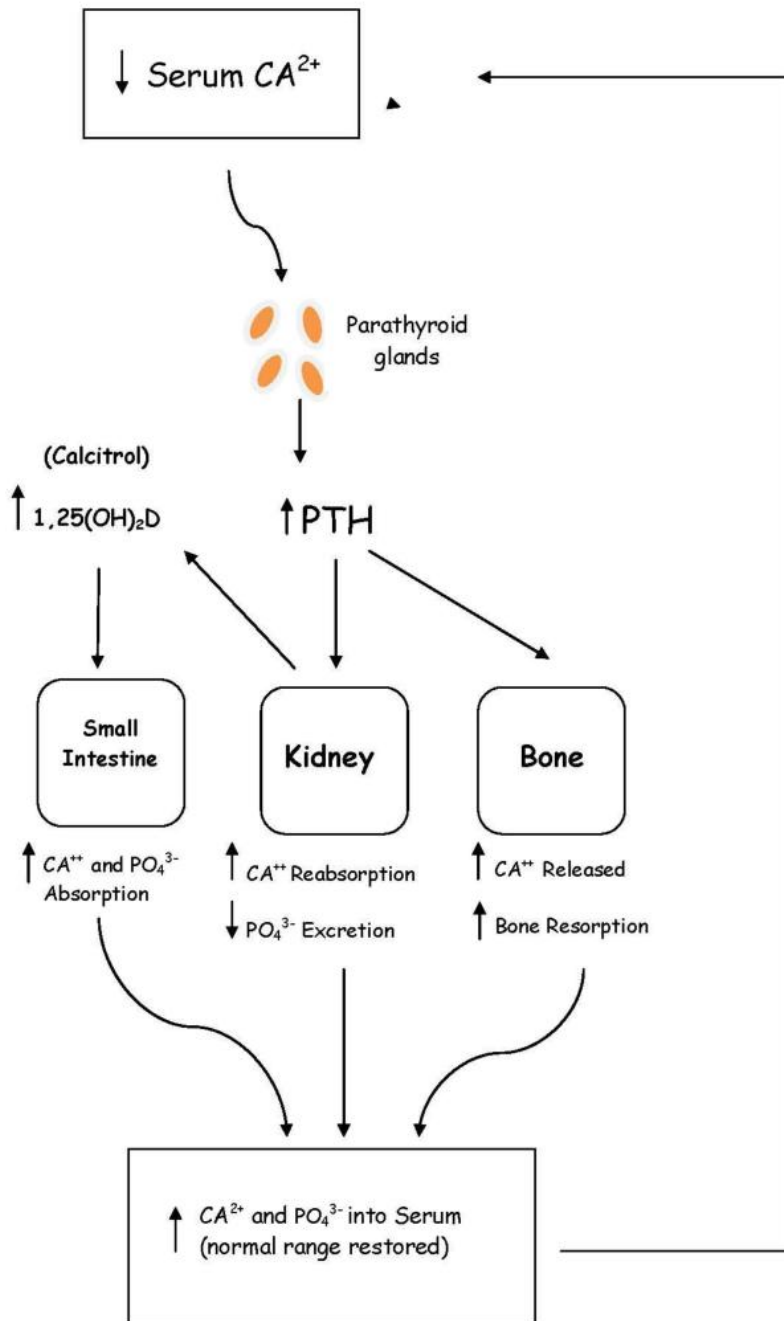 ↓ Serum CA²⁺
Parathyroid
glands
(Calcitrol)
↑ 1,25(OH)₂D
↑ PTH
Small
Intestine
Kidney
Bone
↑ CA⁺⁺ and PO₄³⁻
Absorption
↑ CA⁺⁺ Reabsorption
↓ PO₄³⁻ Excretion
↑ CA⁺⁺ Released
↑ Bone Resorption
↑ CA²⁺ and PO₄³⁻ into Serum
(normal range restored)